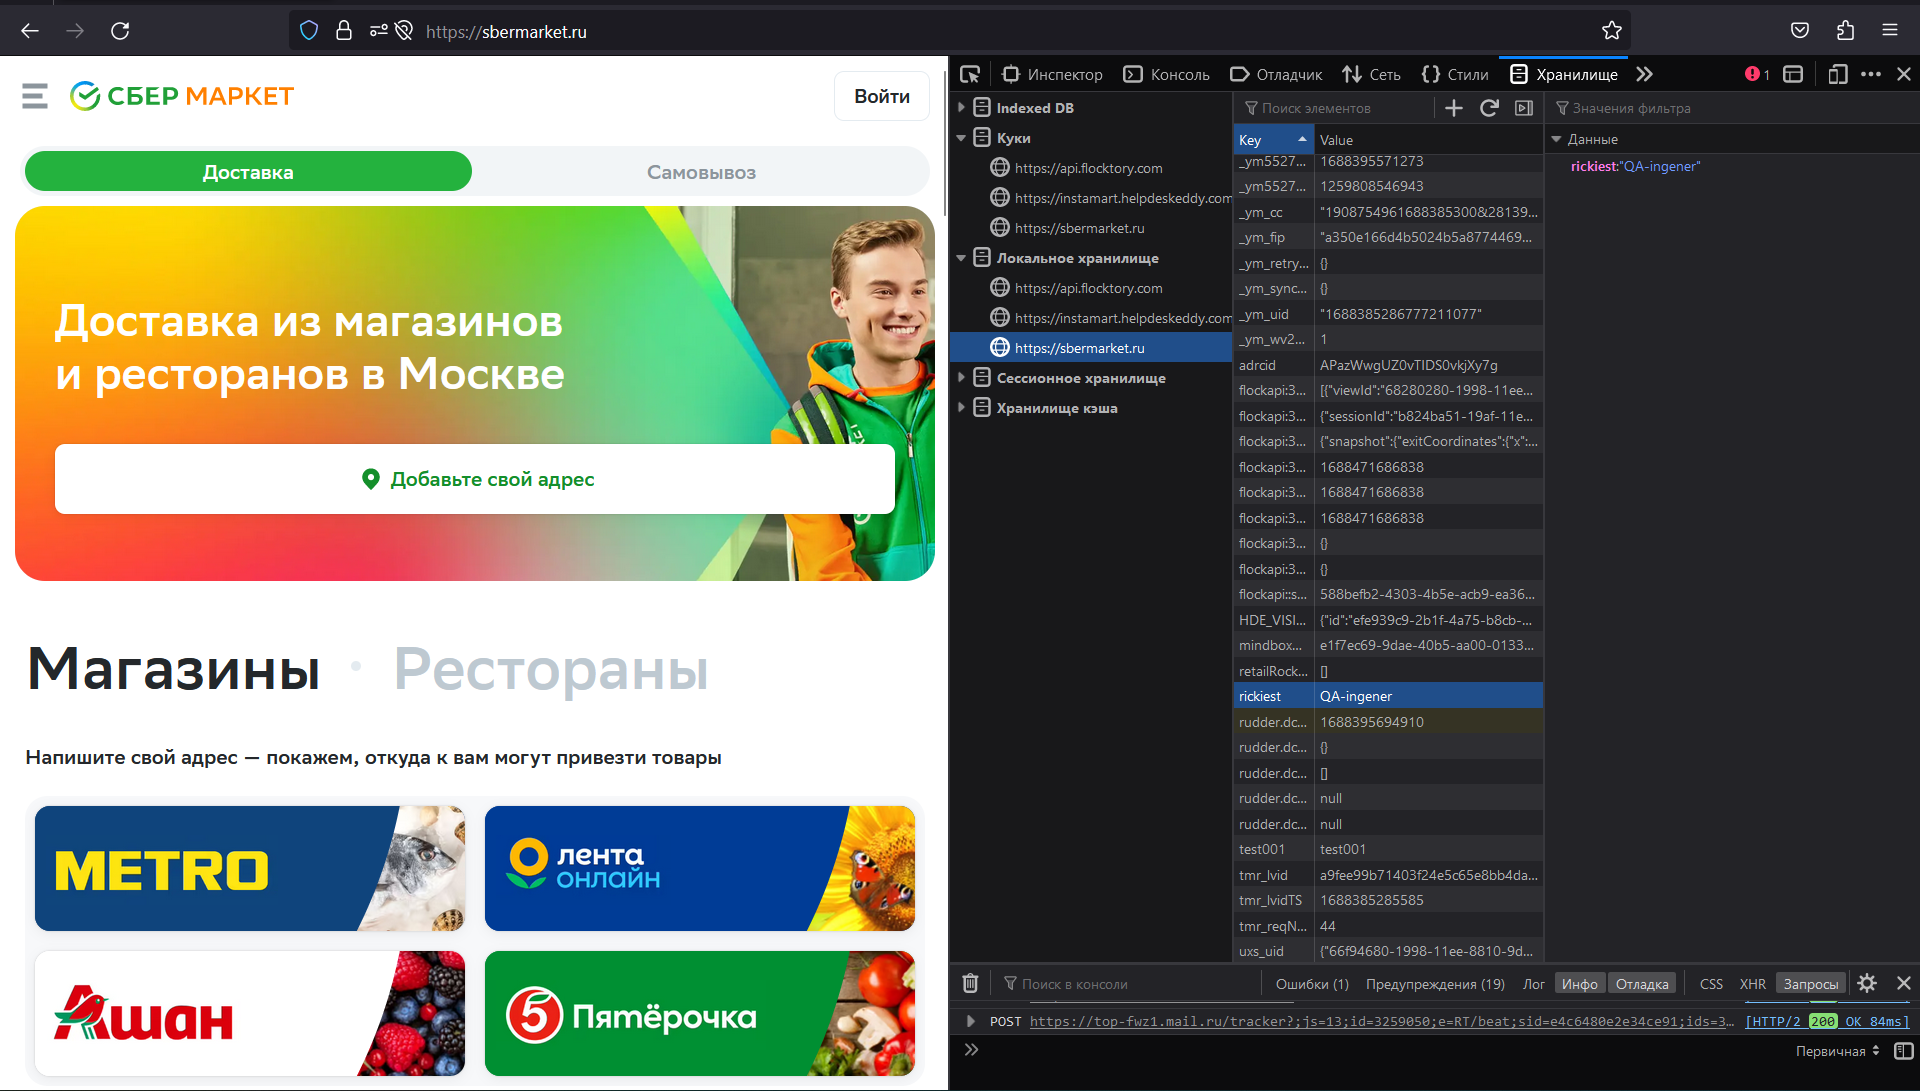 https://sbermarket.ru
СБЕР МАРКЕТ
Войти
Доставка
Самовывоз
Доставка из магазинов
и ресторанов в Москве
Добавьте свой адрес
Магазины
Рестораны
Напишите свой адрес — покажем, откуда к вам могут привезти товары
METRO
лента
онлайн
Ашан
5 Пятёрочка
Инспектор
Консоль
Отладчик
Сеть
Стили
Хранилище
1
Indexed DB
Куки
https://api.flocktory.com
https://instamart.helpdeskeddy.com
https://sbermarket.ru
Локальное хранилище
https://api.flocktory.com
https://instamart.helpdeskeddy.com
https://sbermarket.ru
Сессионное хранилище
Хранилище кэша
Поиск элементов
Key Value
_ym5527... 1688395571273
_ym5527... 1259808546943
_ym_cc "1908754961688385300&28139...
_ym_fip "a350e166d4b5024b5a8774469...
_ym_retry... {}
_ym_sync... {}
_ym_uid "1688385286777211077"
_ym_wv2... 1
adrcid APazWwgUZ0vTIDS0vkjXy7g
flockapi:3... [{"viewId":"68280280-1998-11ee...
flockapi:3... {"sessionId":"b824ba51-19af-11e...
flockapi:3... {"snapshot":{"exitCoordinates":{"x":...
flockapi:3... 1688471686838
flockapi:3... 1688471686838
flockapi:3... 1688471686838
flockapi:3... {}
flockapi:3... {}
flockapi::s... 588befb2-4303-4b5e-acb9-ea36...
HDE_VISI... {"id":"efe939c9-2b1f-4a75-b8cb-...
mindbox... e1f7ec69-9dae-40b5-aa00-0133...
retailRock... []
rickiest QA-ingener
rudder.dc... 1688395694910
rudder.dc... {}
rudder.dc... []
rudder.dc... null
rudder.dc... null
test001 test001
tmr_lvid a9fee99b71403f24e5c65e8bb4da...
tmr_lvidTS 1688385285585
tmr_reqN... 44
uxs_uid {"66f94680-1998-11ee-8810-9d...
Значения фильтра
Данные
rickiest:"QA-ingener"
Поиск в консоли
Ошибки (1)
Предупреждения (19)
Лог
Инфо
Отладка
CSS
XHR
Запросы
POST https://top-fwz1.mail.ru/tracker?;js=13;id=3259050;e=RT/beat;sid=e4c6480e2e34ce91;ids=3... [HTTP/2 200 OK 84ms]
Первичная